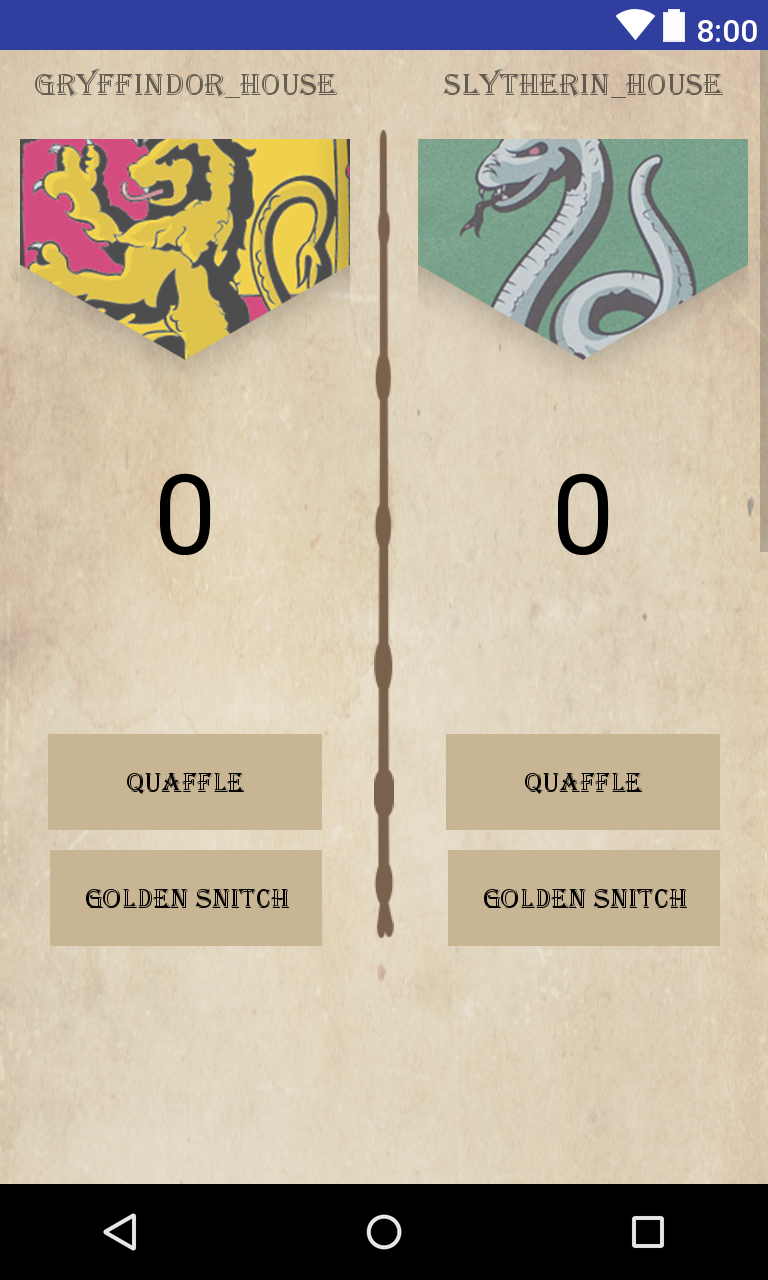 8:00
GRYFFINDOR_HOUSE
SLYTHERIN_HOUSE
0
0
QUAFFLE
QUAFFLE
GOLDEN SNITCH
GOLDEN SNITCH